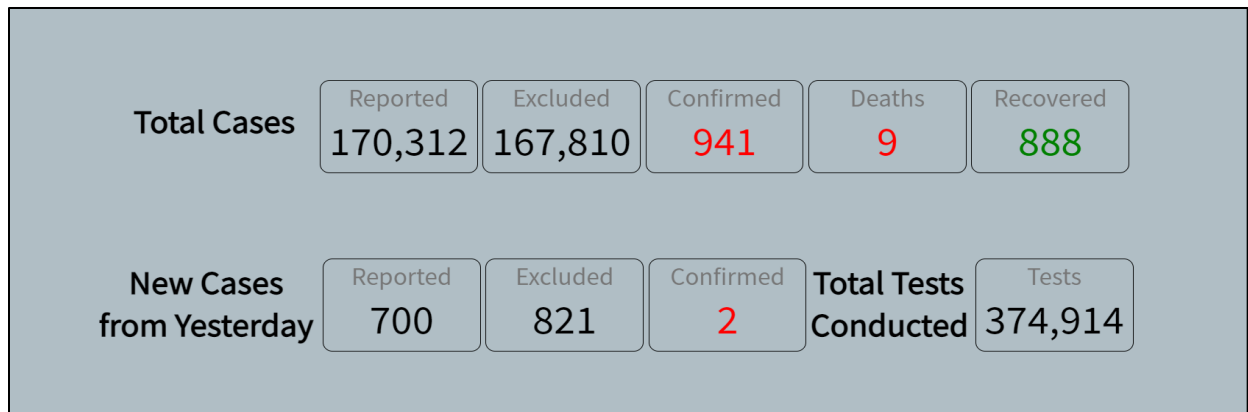 Total Cases
Reported Excluded Confirmed Deaths Recovered
170,312 167,810 941 9 888
New Cases
from Yesterday
Reported Excluded Confirmed
700 821 2
Total Tests
Conducted
Tests
374,914